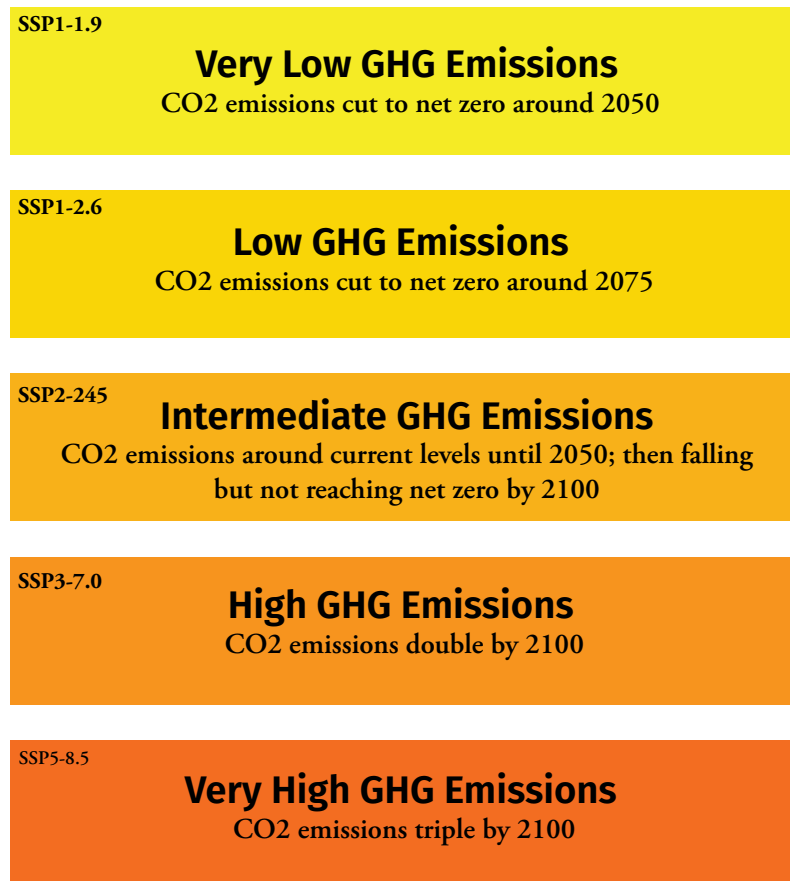 SSP1-1.9
Very Low GHG Emissions
CO2 emissions cut to net zero around 2050
SSP1-2.6
Low GHG Emissions
CO2 emissions cut to net zero around 2075
SSP2-245
Intermediate GHG Emissions
CO2 emissions around current levels until 2050; then falling
but not reaching net zero by 2100
SSP3-7.0
High GHG Emissions
CO2 emissions double by 2100
SSP5-8.5
Very High GHG Emissions
CO2 emissions triple by 2100